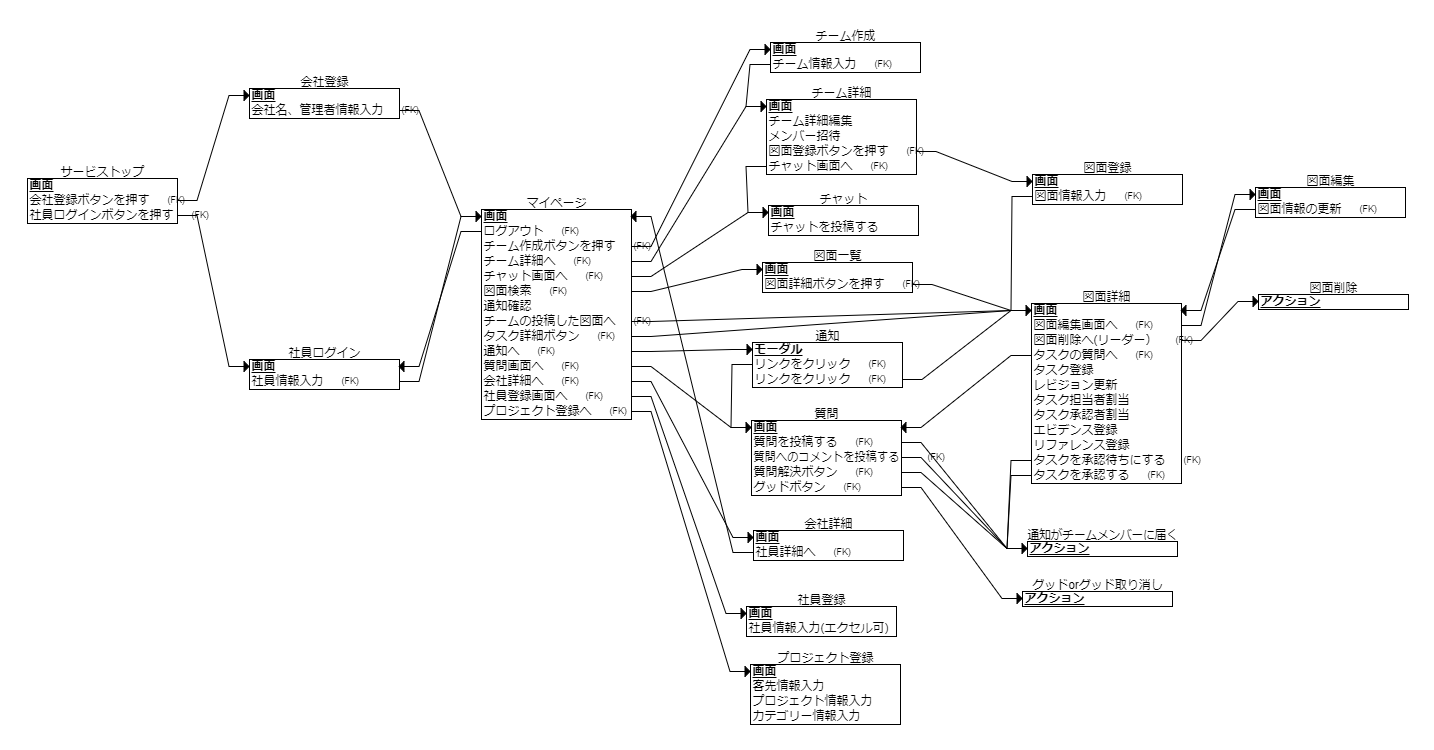 サービストップ
画面
会社登録ボタンを押す (FK)
社員ログインボタンを押す (FK)
会社登録
画面
会社名、管理者情報入力 (FK)
社員ログイン
画面
社員情報入力 (FK)
マイページ
画面
ログアウト (FK)
チーム作成ボタンを押す (FK)
チーム詳細へ (FK)
チャット画面へ (FK)
図面検索 (FK)
通知確認
チームの投稿した図面へ (FK)
タスク詳細ボタン (FK)
通知へ (FK)
質問画面へ (FK)
会社詳細へ (FK)
社員登録画面へ (FK)
プロジェクト登録へ (FK)
チーム作成
画面
チーム情報入力 (FK)
チーム詳細
画面
チーム詳細編集
メンバー招待
図面登録ボタンを押す (FK)
チャット画面へ (FK)
チャット
画面
チャットを投稿する
図面一覧
画面
図面詳細ボタンを押す (FK)
通知
モーダル
リンクをクリック (FK)
リンクをクリック (FK)
質問
画面
質問を投稿する (FK)
質問へのコメントを投稿する (FK)
質問解決ボタン (FK)
グッドボタン (FK)
会社詳細
画面
社員詳細へ (FK)
社員登録
画面
社員情報入力(エクセル可)
プロジェクト登録
画面
客先情報入力
プロジェクト情報入力
カテゴリー情報入力
図面登録
画面
図面情報入力 (FK)
図面詳細
画面
図面編集画面へ (FK)
図面削除へ(リーダー) (FK)
タスクの質問へ (FK)
タスク登録
レビジョン更新
タスク担当者割当
タスク承認者割当
エビデンス登録
リファレンス登録
タスクを承認待ちにする (FK)
タスクを承認する (FK)
通知がチームメンバーに届く
アクション
グッドorグッド取り消し
アクション
図面編集
画面
図面情報の更新 (FK)
図面削除
アクション